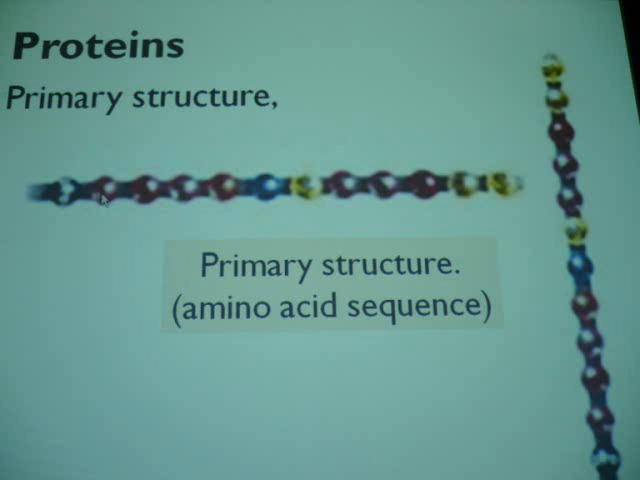 Proteins
Primary structure,
Primary structure.
(amino acid sequence)